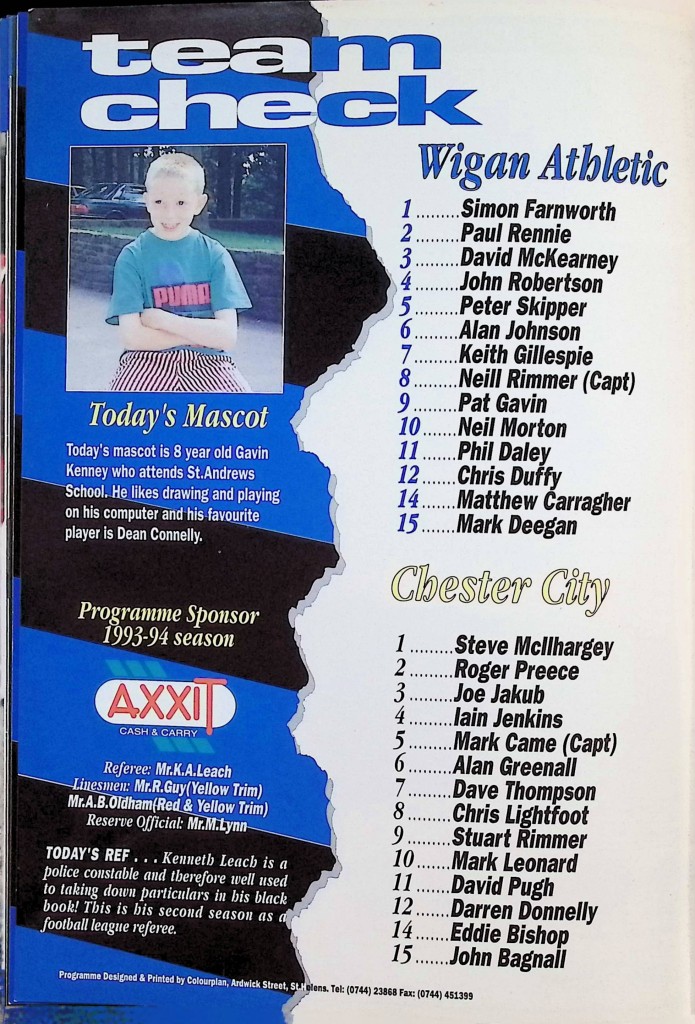 team
check
Today's Mascot
Today's mascot is 8 year old Gavin
Kenney who attends St.Andrews
School. He likes drawing and playing
on his computer and his favourite
player is Dean Connelly.
Programme Sponsor
1993-94 season
AXXIT
CASH & CARRY
Referee: Mr.K.A.Leach
Linesmen: Mr.R.Guy(Yellow Trim)
Mr.A.B.Oldham(Red & Yellow Trim)
Reserve Official: Mr.M.Lynn
TODAY'S REF . . . Kenneth Leach is a
police constable and therefore well used
to taking down particulars in his black
book! This is his second season as a
football league referee.
Wigan Athletic
1.........Simon Farnworth
2.........Paul Rennie
3.........David McKearney
4.........John Robertson
5.........Peter Skipper
6.........Alan Johnson
7.........Keith Gillespie
8.........Neill Rimmer (Capt)
9.........Pat Gavin
10.......Neil Morton
11.......Phil Daley
12.......Chris Duffy
14.......Matthew Carragher
15.......Mark Deegan
Chester City
1.........Steve McIlhargey
2.........Roger Preece
3.........Joe Jakub
4.........Iain Jenkins
5.........Mark Came (Capt)
6.........Alan Greenall
7.........Dave Thompson
8.........Chris Lightfoot
9.........Stuart Rimmer
10.......Mark Leonard
11.......David Pugh
12.......Darren Donnelly
14.......Eddie Bishop
15.......John Bagnall
Programme Designed & Printed by Colourplan, Ardwick Street, St.Helens. Tel: (0744) 23868 Fax: (0744) 451399
PUMA